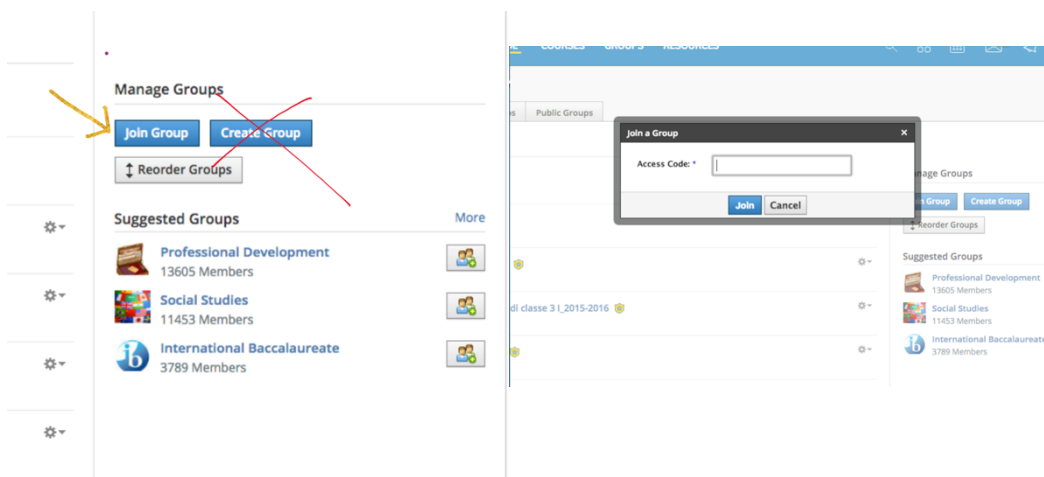 Manage Groups
Join Group
Create Group
Reorder Groups
Suggested Groups
More
Professional Development
13605 Members
Social Studies
11453 Members
International Baccalaureate
3789 Members
COURSES
GROUPS
RESOURCES
Public Groups
Join a Group
x
Access Code: *
Join
Cancel
Manage Groups
Join Group
Create Group
Reorder Groups
Suggested Groups
Professional Development
13605 Members
di classe 3 I_2015-2016
Social Studies
11453 Members
International Baccalaureate
3789 Members